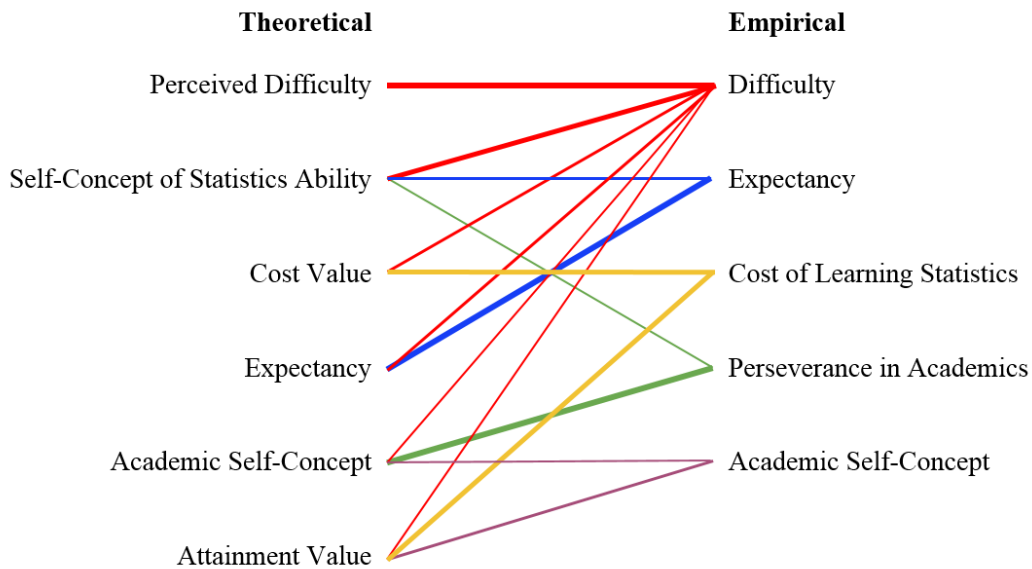 Theoretical Empirical
Perceived Difficulty Difficulty
Self-Concept of Statistics Ability Expectancy
Cost Value Cost of Learning Statistics
Expectancy Perseverance in Academics
Academic Self-Concept Academic Self-Concept
Attainment Value